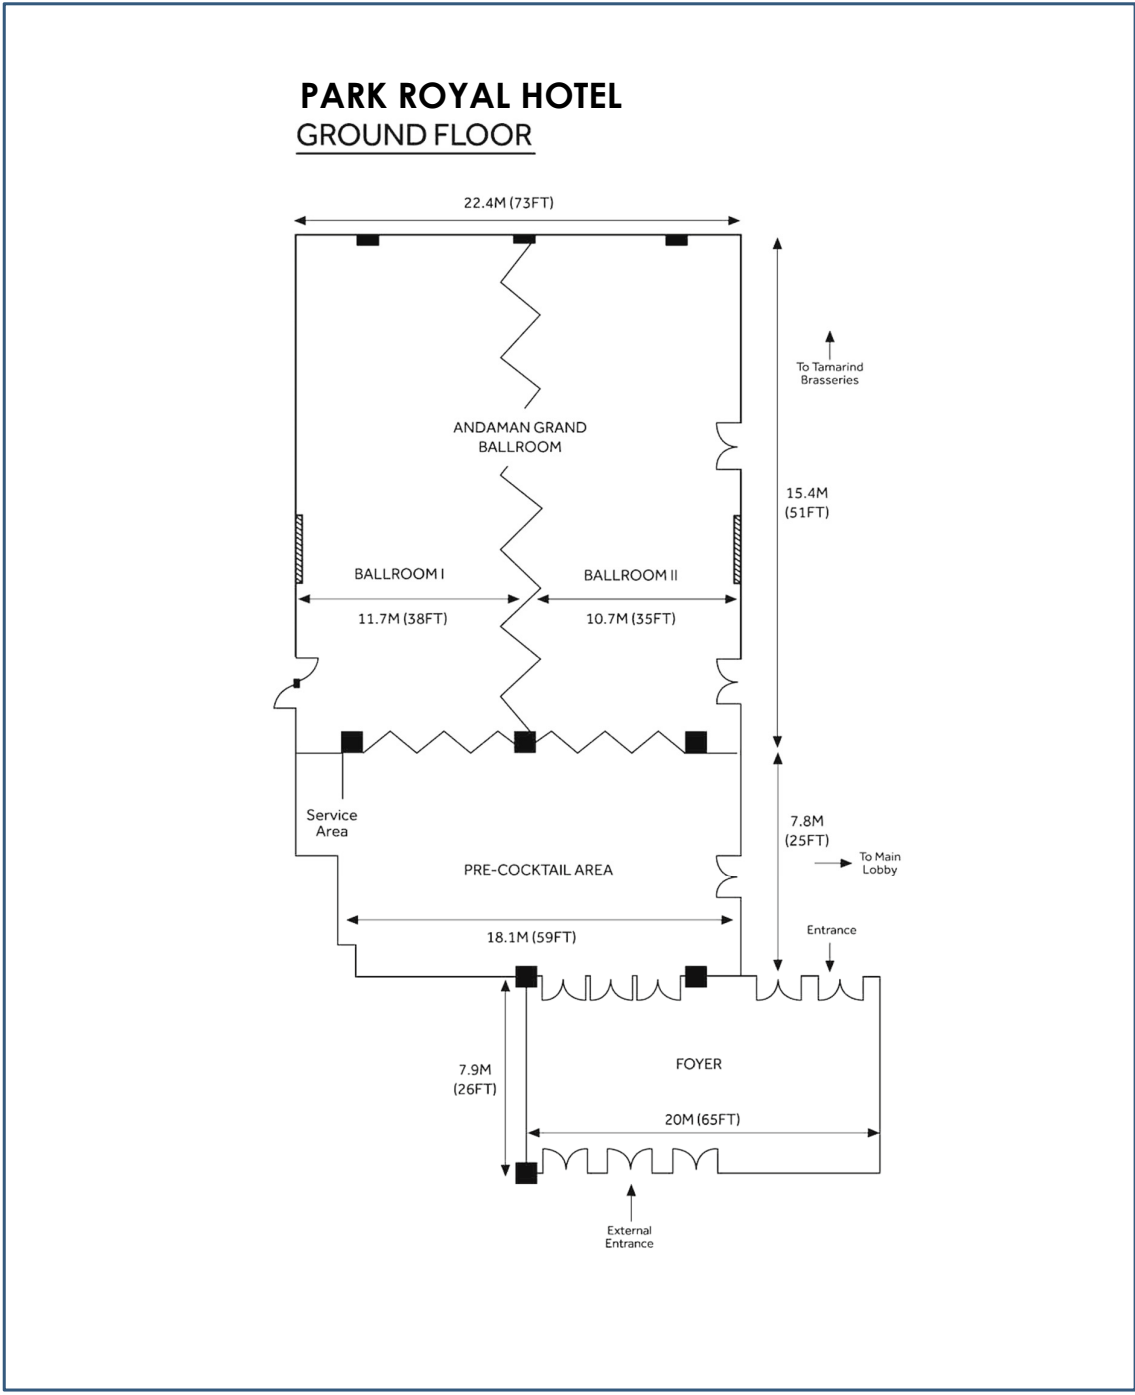 PARK ROYAL HOTEL
GROUND FLOOR
22.4M (73FT)
To Tamarind
Brasseries
ANDAMAN GRAND
BALLROOM
15.4M
(51FT)
BALLROOM I
BALLROOM II
11.7M (38FT)
10.7M (35FT)
Service
Area
7.8M
(25FT)
To Main
Lobby
PRE-COCKTAIL AREA
18.1M (59FT)
Entrance
7.9M
(26FT)
FOYER
20M (65FT)
External
Entrance